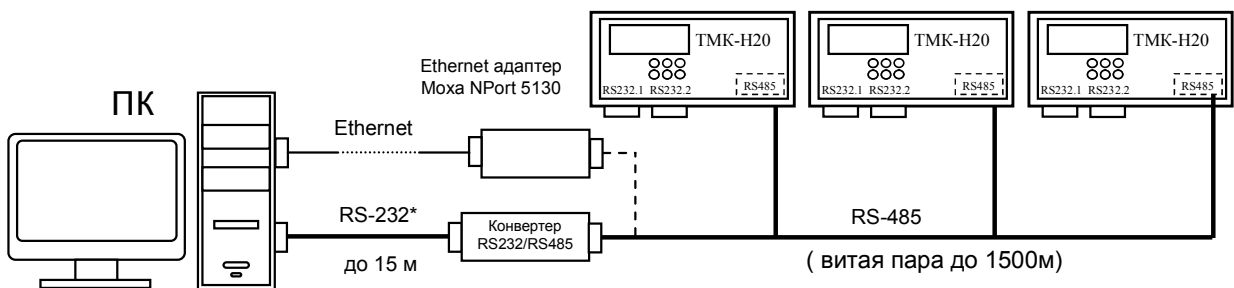 ПК
Ethernet
Ethernet адаптер
Moxa NPort 5130
RS-232*
до 15 м
Конвертер
RS232/RS485
ТМК-Н20
RS232.1 RS232.2
RS485
ТМК-Н20
RS232.1 RS232.2
RS485
ТМК-Н20
RS232.1 RS232.2
RS485
RS-485
( витая пара до 1500м)